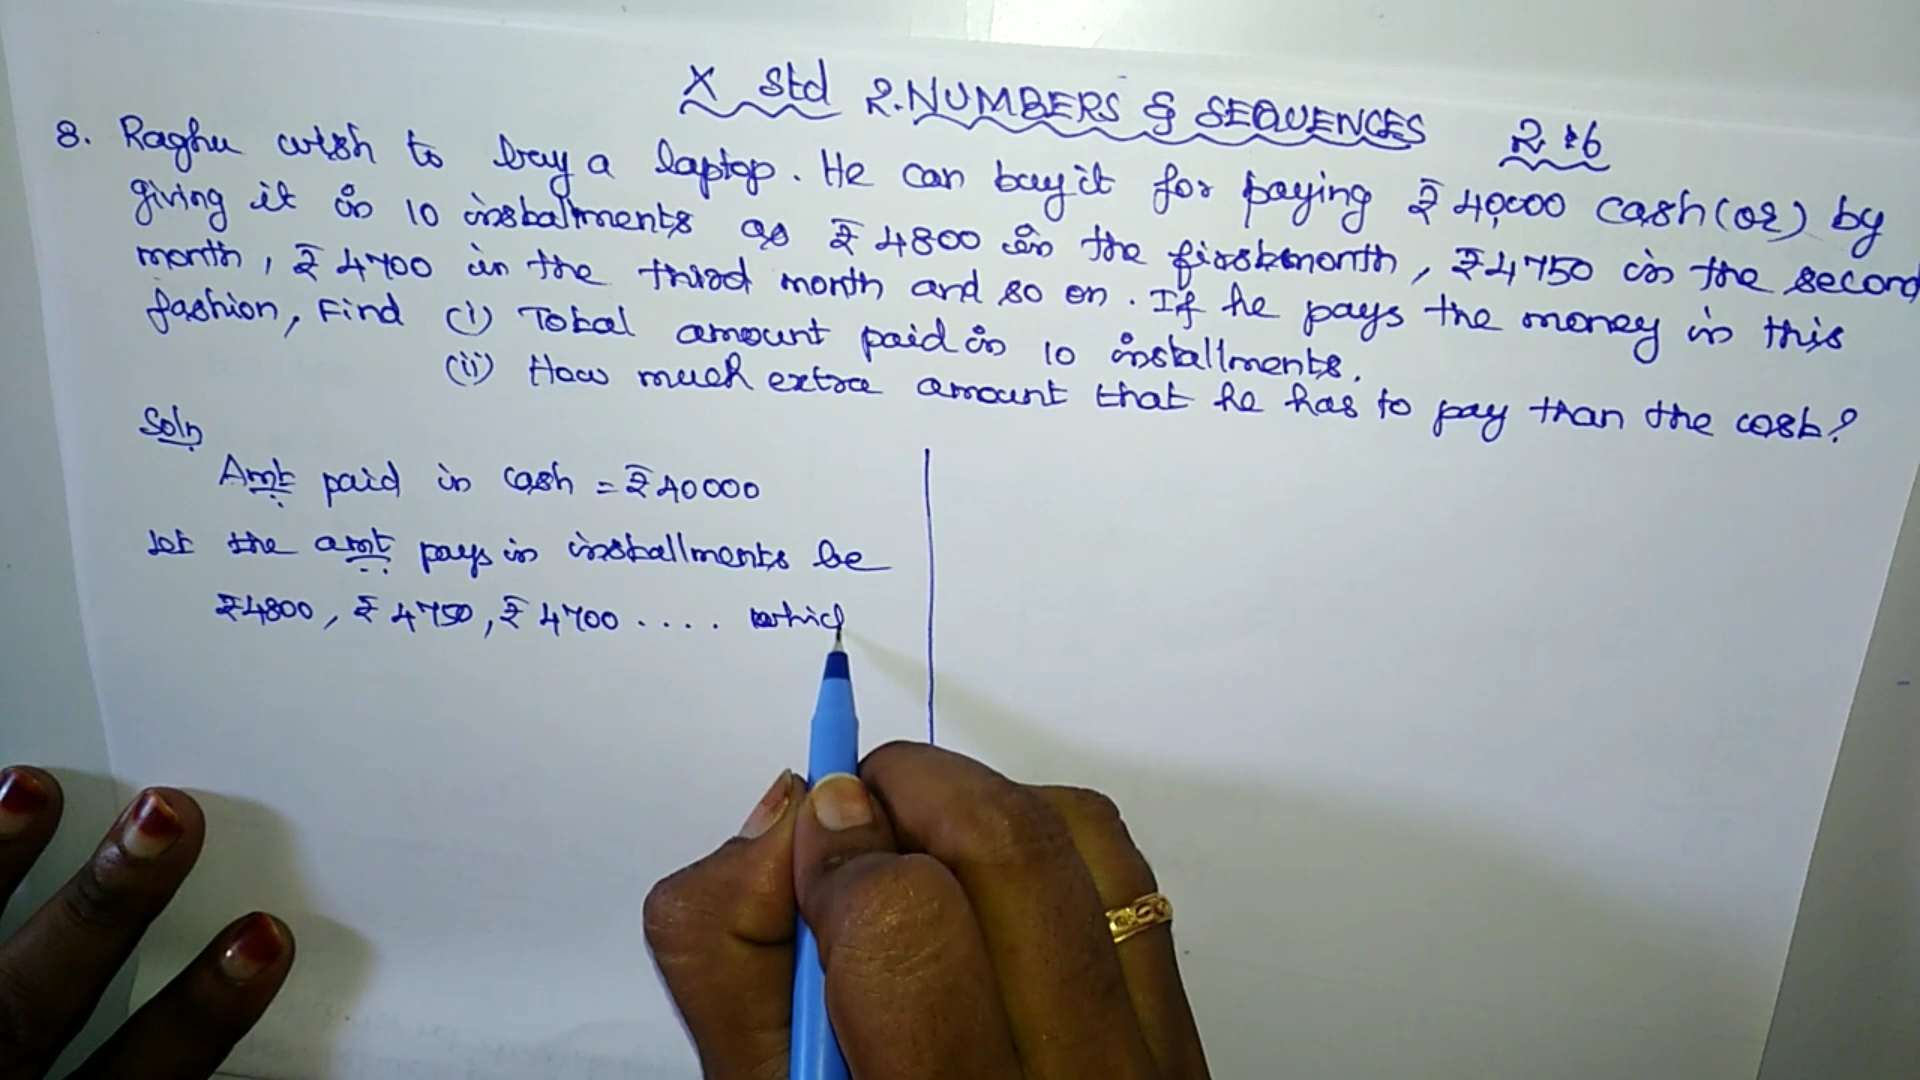 X Std 2. NUMBERS & SEQUENCES 2.6
8. Raghu wish to buy a laptop. He can buy it for paying ₹ 40,000 cash (or) by
giving it in 10 installments as ₹ 4800 in the first month, ₹ 4750 in the second
month, ₹ 4700 in the third month and so on. If he pays the money in this
fashion, Find (i) Total amount paid in 10 installments.
(ii) How much extra amount that he has to pay than the cost?
Soln
Amt paid in cash = ₹ 40000
Let the amt pays in installments be
₹4800, ₹ 4750, ₹ 4700 .... which